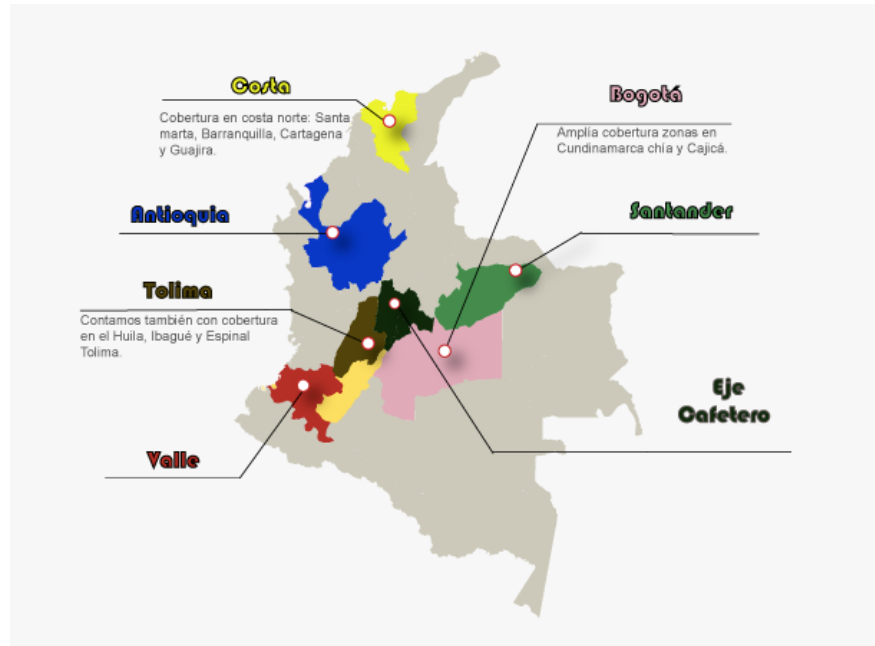 Costa
Cobertura en costa norte: Santa
marta, Barranquilla, Cartagena
y Guajira.
Bogotá
Amplía cobertura zonas en
Cundinamarca chía y Cajicá.
Antioquia
Santander
Tolima
Contamos también con cobertura
en el Huila, Ibagué y Espinal
Tolima.
Eje
Cafetero
Valle